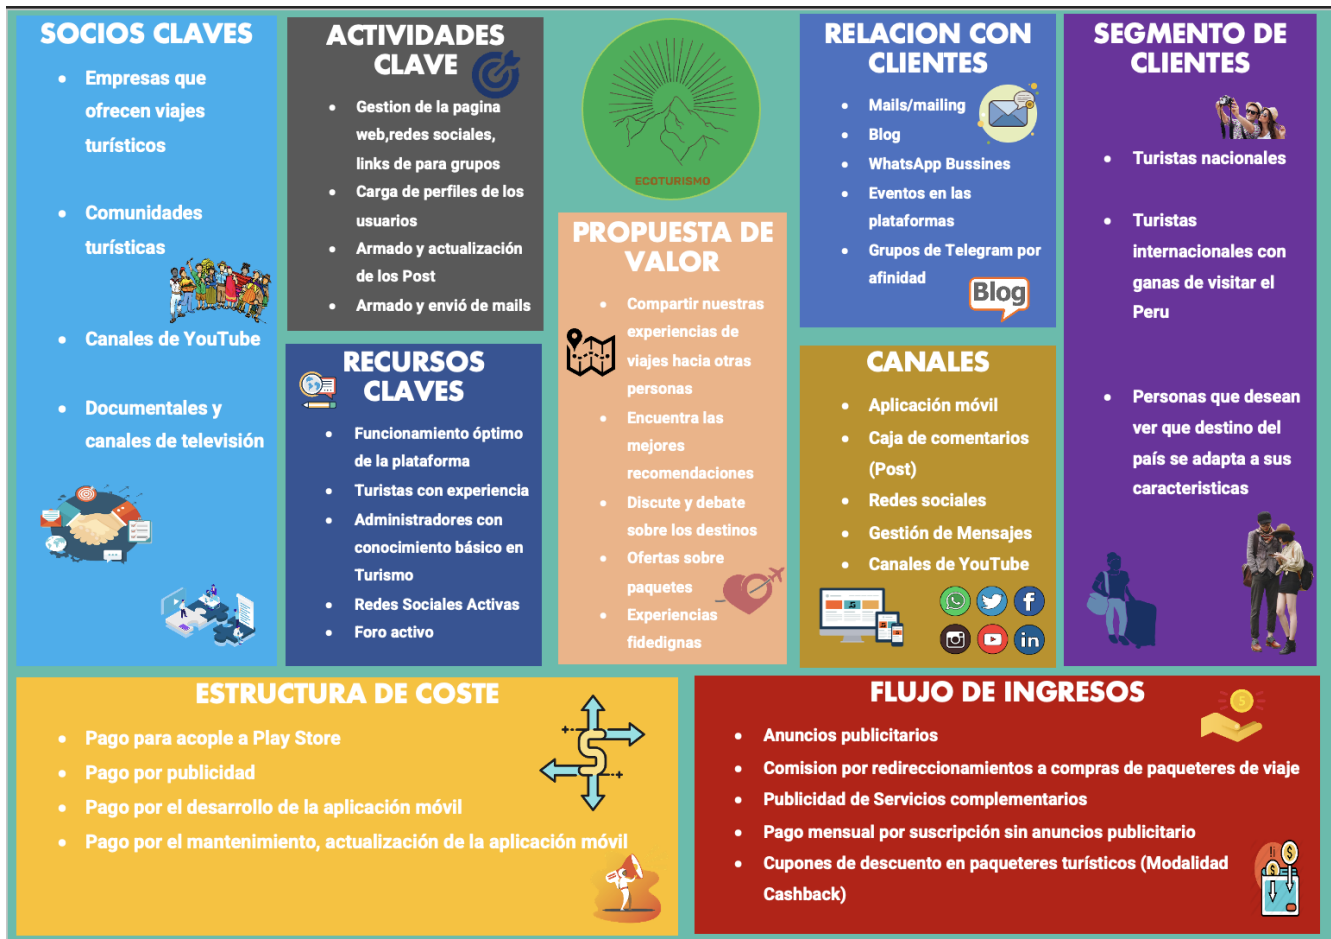 SOCIOS CLAVES
Empresas que
ofrecen viajes
turísticos
Comunidades
turísticas
Canales de YouTube
Documentales y
canales de televisión
ACTIVIDADES
CLAVE
Gestion de la pagina
web,redes sociales,
links de para grupos
Carga de perfiles de los
usuarios
Armado y actualización
de los Post
Armado y envió de mails
RECURSOS
CLAVES
Funcionamiento óptimo
de la plataforma
Turistas con experiencia
Administradores con
conocimiento básico en
Turismo
Redes Sociales Activas
Foro activo
ECOTURISMO
PROPUESTA DE
VALOR
Compartir nuestras
experiencias de
viajes hacia otras
personas
Encuentra las
mejores
recomendaciones
Discute y debate
sobre los destinos
Ofertas sobre
paquetes
Experiencias
fidedignas
RELACION CON
CLIENTES
Mails/mailing
Blog
WhatsApp Bussines
Eventos en las
plataformas
Grupos de Telegram por
afinidad
Blog
CANALES
Aplicación móvil
Caja de comentarios
(Post)
Redes sociales
Gestión de Mensajes
Canales de YouTube
SEGMENTO DE
CLIENTES
Turistas nacionales
Turistas
internacionales con
ganas de visitar el
Peru
Personas que desean
ver que destino del
país se adapta a sus
caracteristicas
ESTRUCTURA DE COSTE
Pago para acople a Play Store
Pago por publicidad
Pago por el desarrollo de la aplicación móvil
Pago por el mantenimiento, actualización de la aplicación móvil
FLUJO DE INGRESOS
Anuncios publicitarios
Comision por redireccionamientos a compras de paqueteres de viaje
Publicidad de Servicios complementarios
Pago mensual por suscripción sin anuncios publicitario
Cupones de descuento en paqueteres turísticos (Modalidad
Cashback)